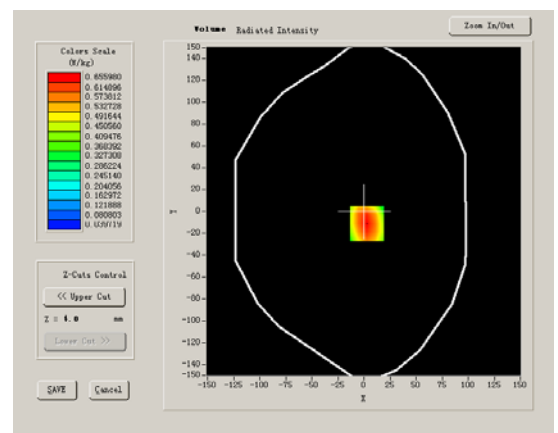 Volume Radiated Intensity
Zoom In/Out
Colors Scale
(W/kg)
0.655980
0.614896
0.573812
0.532728
0.491644
0.450560
0.409476
0.368392
0.327308
0.286224
0.245140
0.204056
0.162972
0.121888
0.080803
0.039719
Z-Cuts Control
<< Upper Cut
Z = 4.0 mm
Lower Cut >>
SAVE Cancel
150
140
120
100
80
60
40
20
0
-20
-40
-60
-80
-100
-120
-140
-150
Y
-150 -125 -100 -75 -50 -25 0 25 50 75 100 125 150
X